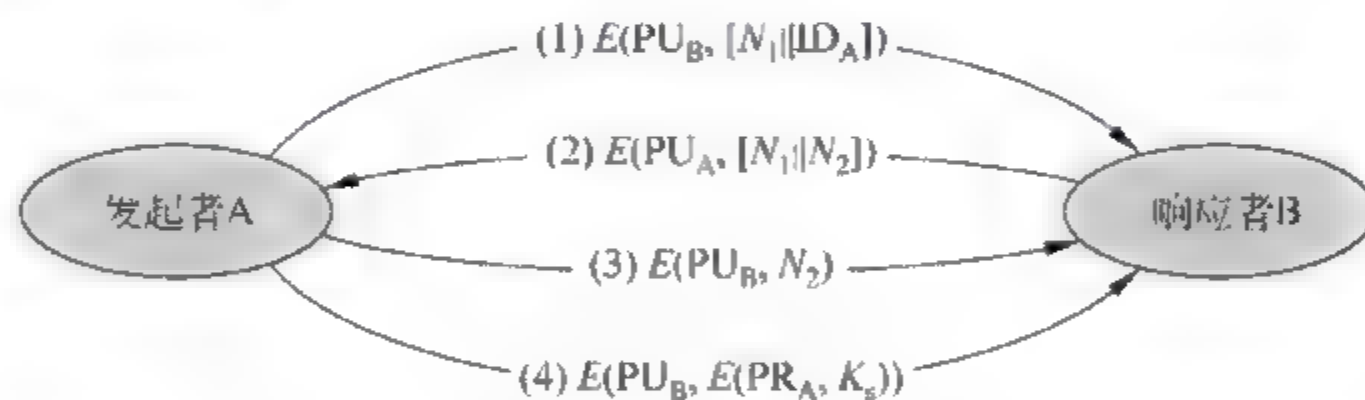 (1) E(PU_B, [N_1||ID_A])
(2) E(PU_A, [N_1||N_2])
发起者A
响应者B
(3) E(PU_B, N_2)
(4) E(PU_B, E(PR_A, K_s))